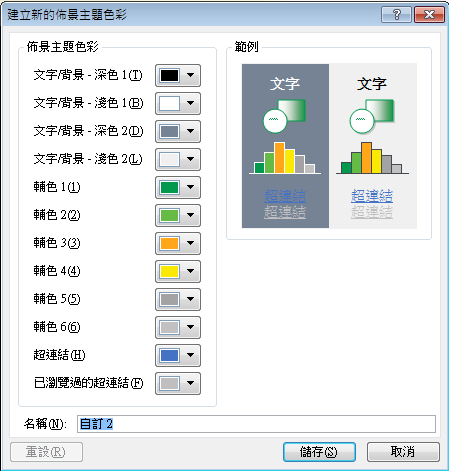 建立新的佈景主題色彩
佈景主題色彩
文字/背景 - 深色 1(T)
文字/背景 - 淺色 1(B)
文字/背景 - 深色 2(D)
文字/背景 - 淺色 2(L)
輔色 1(1)
輔色 2(2)
輔色 3(3)
輔色 4(4)
輔色 5(5)
輔色 6(6)
超連結(H)
已瀏覽過的超連結(F)
範例
文字 文字
超連結 超連結
超連結 超連結
名稱(N): 自訂 2
重設(R) 儲存(S) 取消